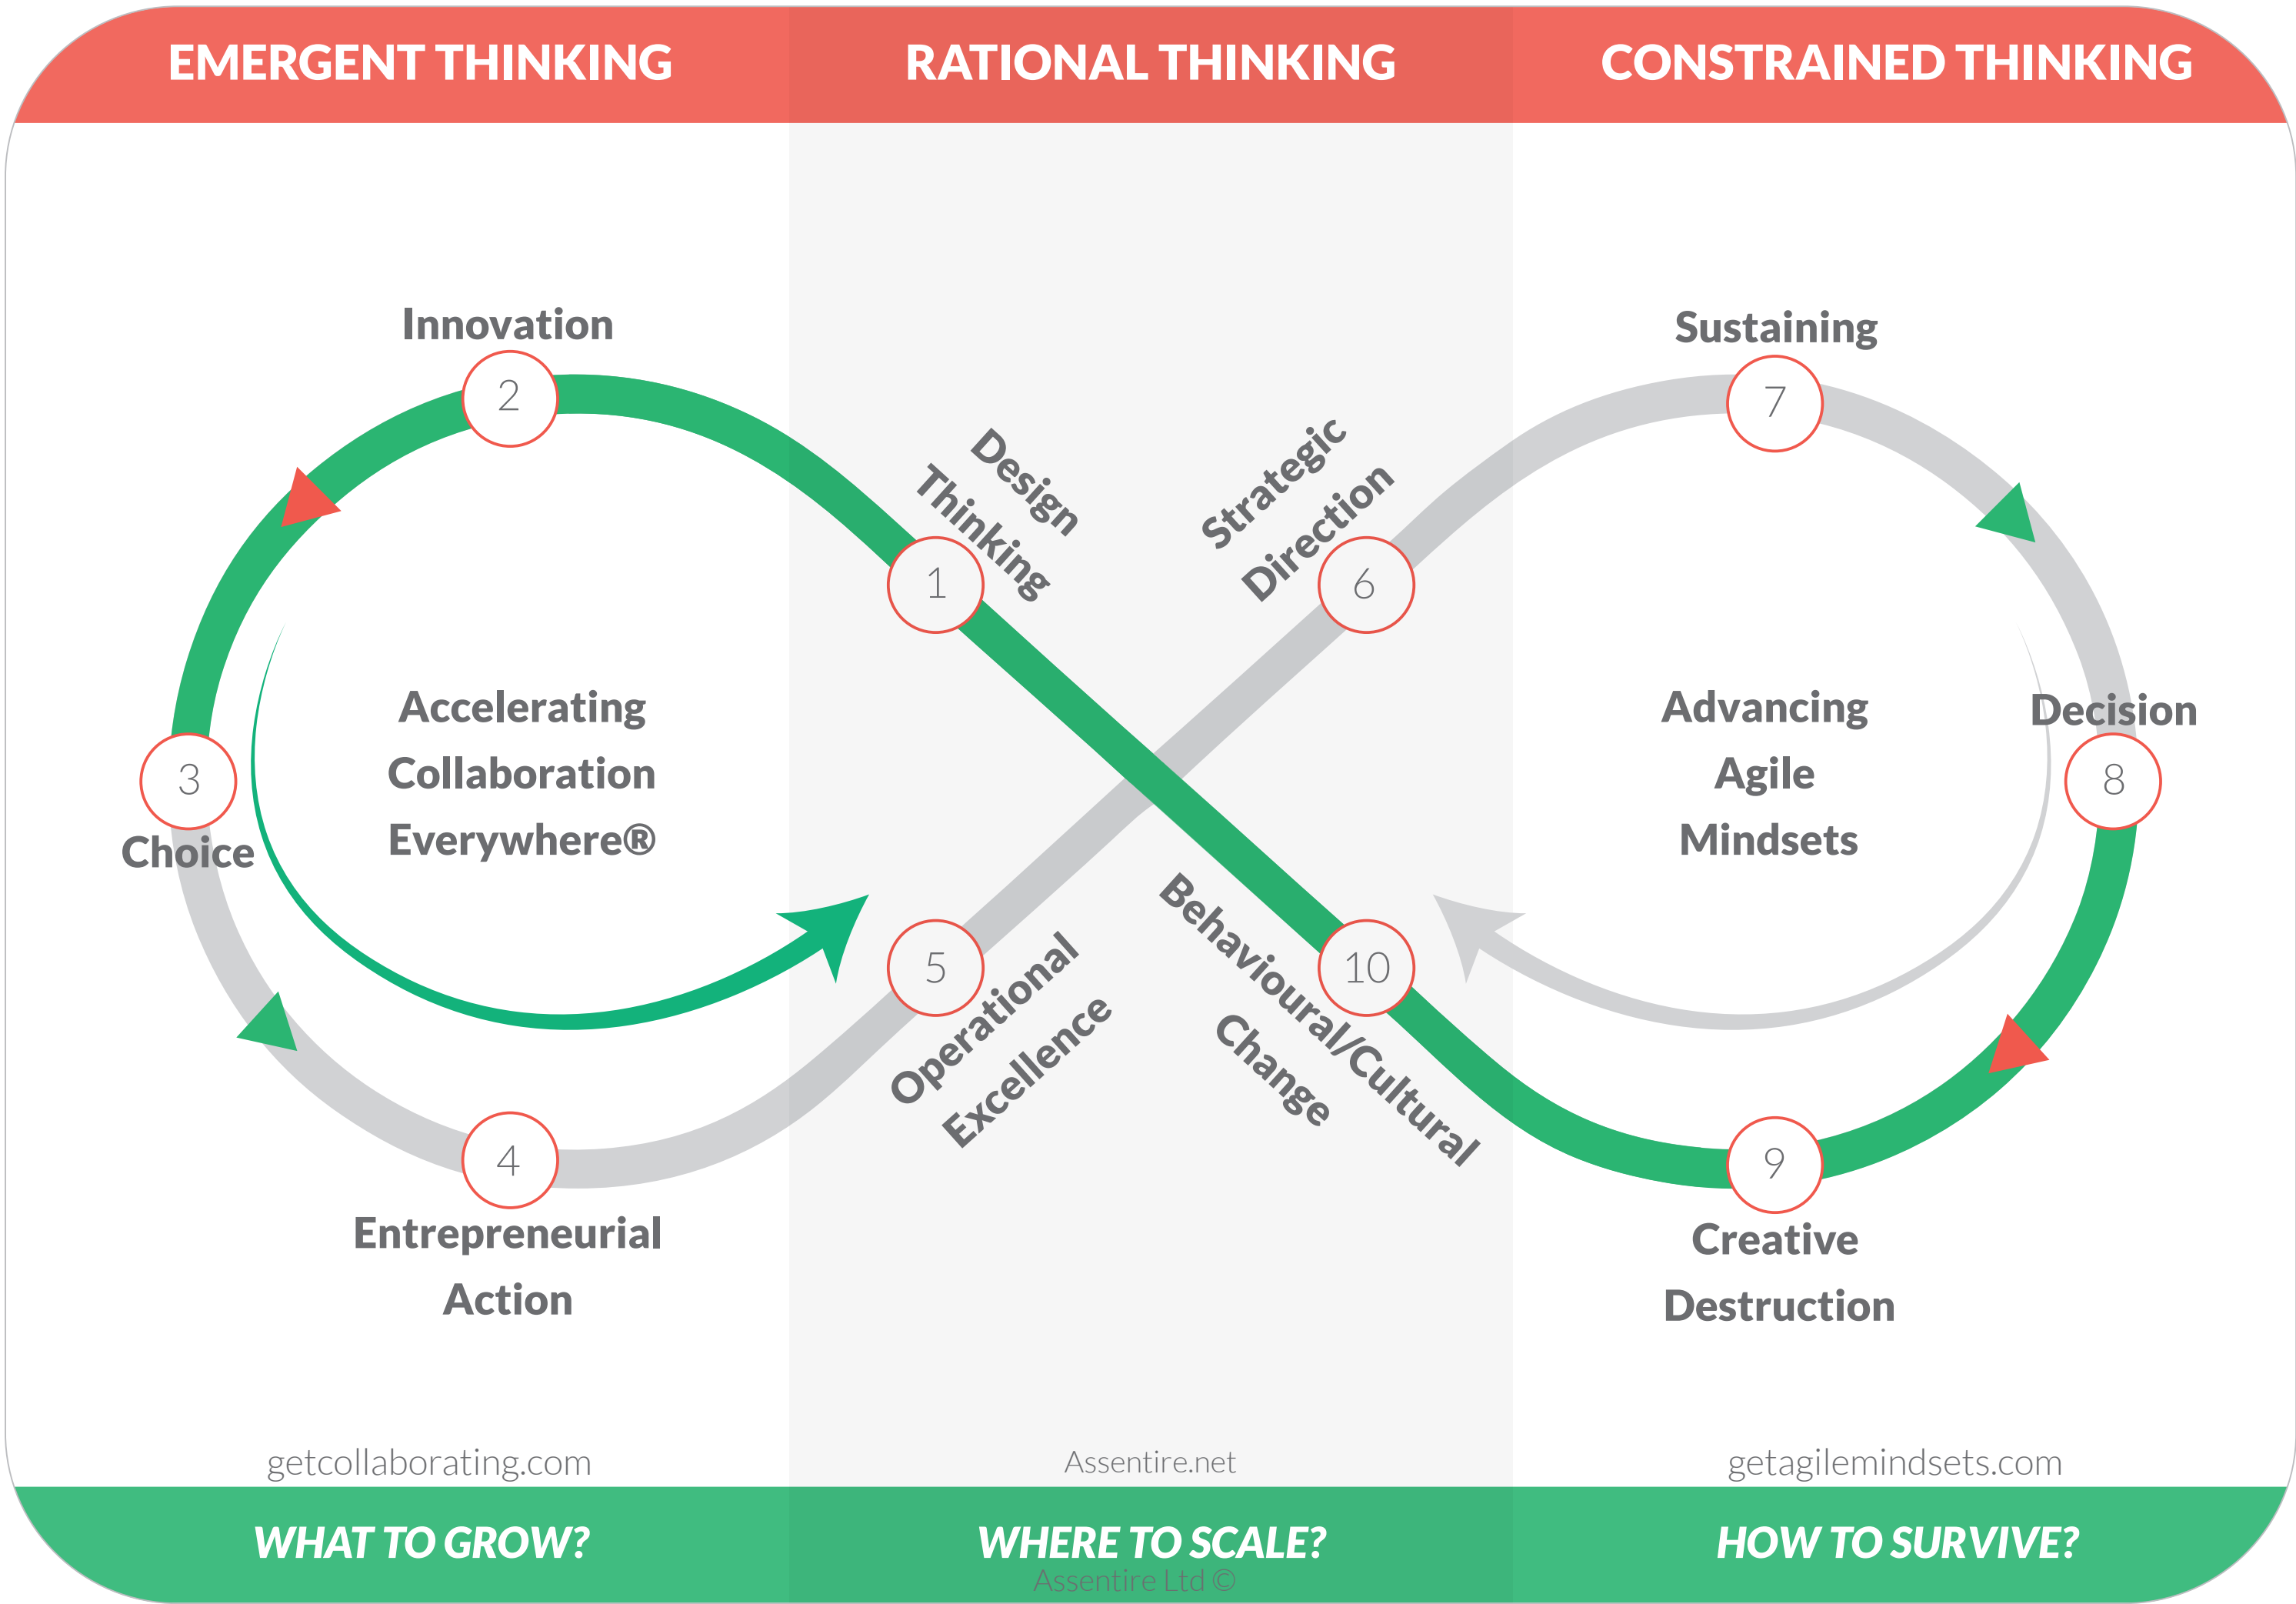 EMERGENT THINKING
RATIONAL THINKING
CONSTRAINED THINKING
Innovation
2
Design
Thinking
1
3
Choice
Accelerating
Collaboration
Everywhere®
4
Entrepreneurial
Action
5
Operational
Excellence
Strategic
Direction
6
Sustaining
7
Decision
8
Advancing
Agile
Mindsets
9
Creative
Destruction
10
Behavioural/Cultural
Change
getcollaborating.com
Assentire.net
getagilemindsets.com
WHAT TO GROW?
WHERE TO SCALE?
HOW TO SURVIVE?
Assentire Ltd ©